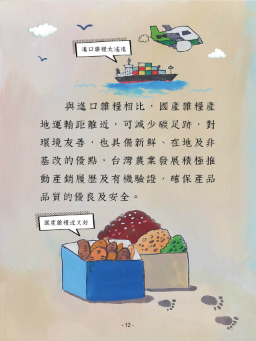 進口雜糧太遙遠
與進口雜糧相比，國產雜糧產
地運輸距離近，可減少碳足跡，對
環境友善，也具備新鮮、在地及非
基改的優點，台灣農業發展積極推
動產銷履歷及有機驗證，確保產品
品質的優良及安全。
國產雜糧近又好
- 12 -